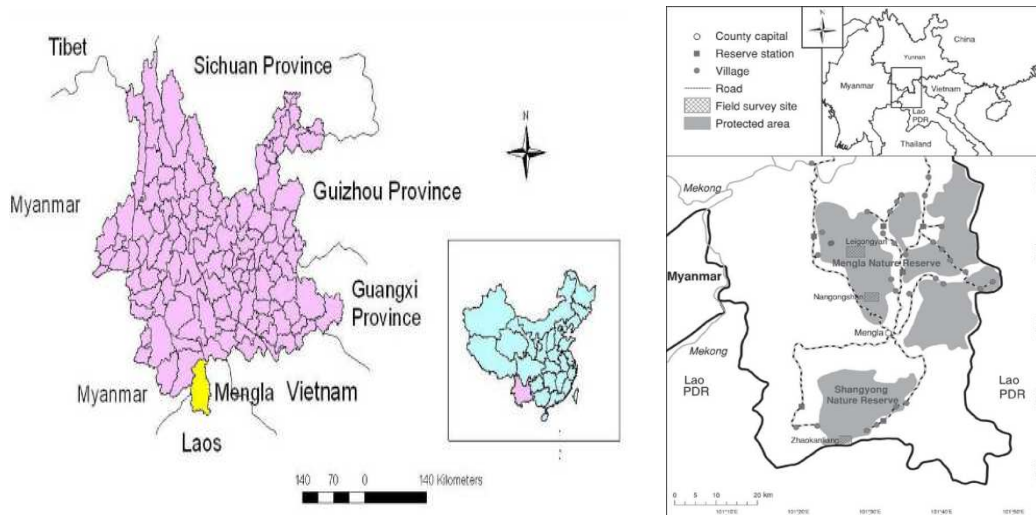 Tibet
Sichuan Province
N
Guizhou Province
Myanmar
Guangxi
Province
Myanmar
Mengla
Vietnam
Laos
140 70 0 140 Kilometers
County capital
Reserve station
Village
Road
Field survey site
Protected area
N
China
Yunnan
Myanmar
Vietnam
Lao
PDR
Thailand
Mekong
Leigongyan
Mengla Nature Reserve
Myanmar
Nangongshan
Mengla
Mekong
Lao
PDR
Lao
PDR
Shangyong
Nature Reserve
Zhaokanliang
0 5 10 20 km